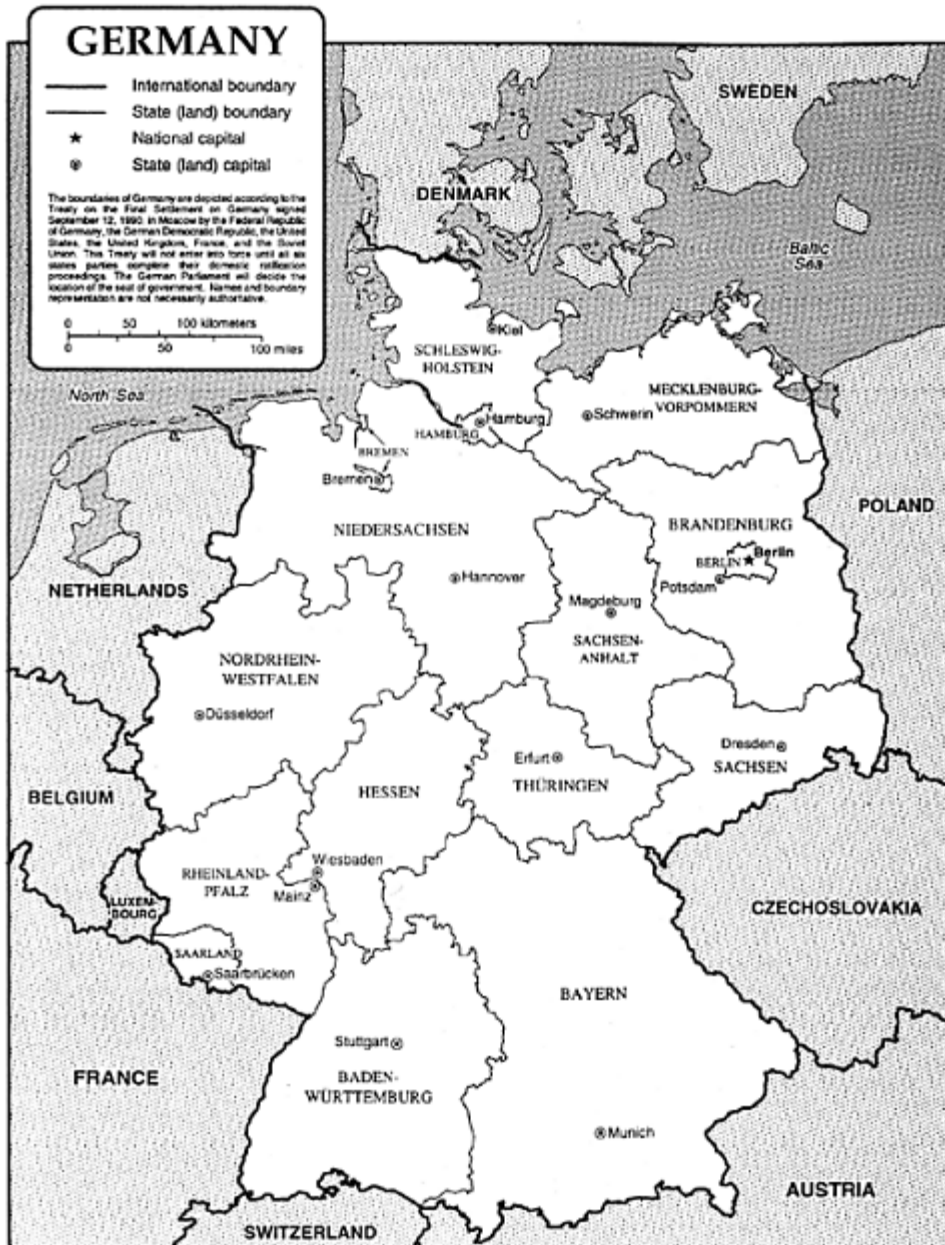 GERMANY
International boundary
State (land) boundary
National capital
State (land) capital
The boundaries of Germany are depicted according to the
Treaty on the Final Settlement on Germany signed
September 12, 1990 in Moscow by the Federal Republic
of Germany, the German Democratic Republic, the United
States, the United Kingdom, France, and the Soviet
Union. This Treaty will not enter into force until all six
states parties complete their domestic ratification
proceedings. The German Parliament will decide the
location of the seat of government. Names and boundary
representation are not necessarily authoritative.
0 50 100 kilometers
0 50 100 miles
SWEDEN
DENMARK
Baltic
Sea
Kiel
SCHLESWIG-
HOLSTEIN
North Sea
MECKLENBURG-
VORPOMMERN
Schwerin
Hamburg
HAMBURG
BREMEN
Bremen
POLAND
NIEDERSACHSEN
BRANDENBURG
Berlin
BERLIN
Potsdam
Hannover
NETHERLANDS
Magdeburg
SACHSEN-
ANHALT
NORDRHEIN-
WESTFALEN
Düsseldorf
Dresden
SACHSEN
Erfurt
THÜRINGEN
HESSEN
BELGIUM
Wiesbaden
Mainz
RHEINLAND-
PFALZ
LUXEM-
BOURG
CZECHOSLOVAKIA
SAARLAND
Saarbrücken
BAYERN
Stuttgart
BADEN-
WÜRTTEMBURG
FRANCE
Munich
AUSTRIA
SWITZERLAND